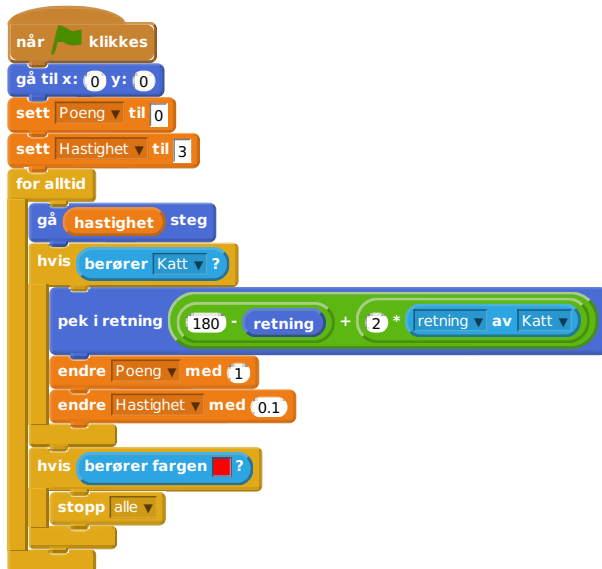 når klikkes
gå til x: 0 y: 0
sett Poeng til 0
sett Hastighet til 3
for alltid
gå hastighet steg
hvis berører Katt ?
pek i retning 180 - retning + 2 * retning av Katt
endre Poeng med 1
endre Hastighet med 0.1
hvis berører fargen ?
stopp alle